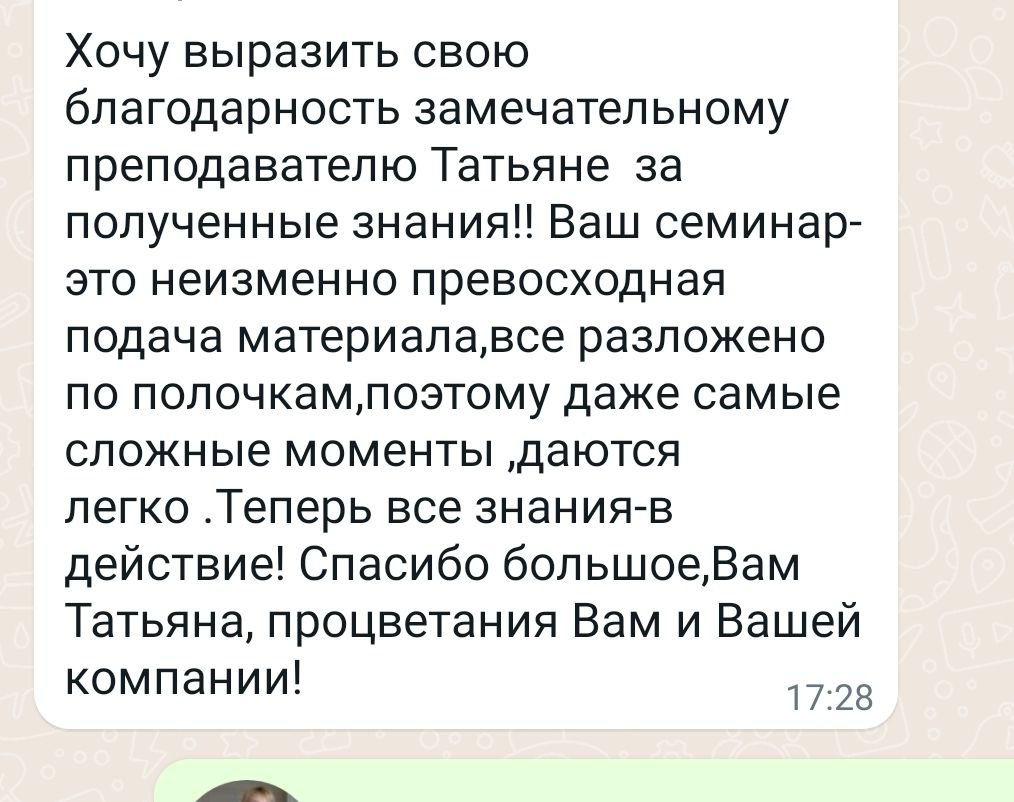 Хочу выразить свою
благодарность замечательному
преподавателю Татьяне  за
полученные знания!! Ваш семинар-
это неизменно превосходная
подача материала,все разложено
по полочкам,поэтому даже самые
сложные моменты ,даются
легко .Теперь все знания-в
действие! Спасибо большое,Вам
Татьяна, процветания Вам и Вашей
компании!
17:28